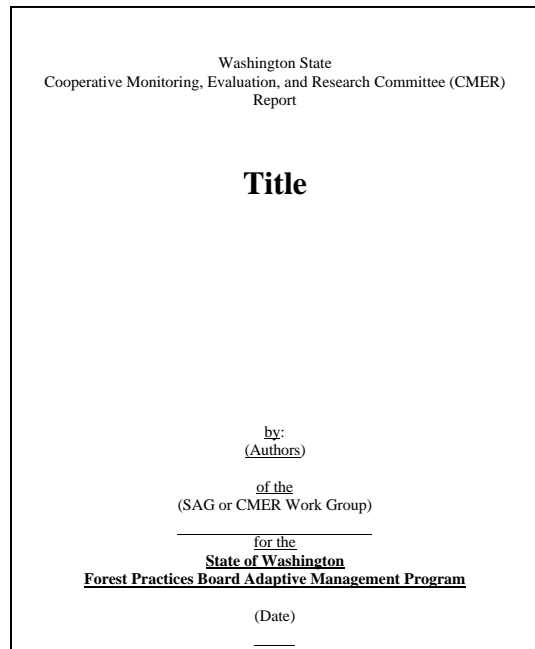 Washington State
Cooperative Monitoring, Evaluation, and Research Committee (CMER)
Report
Title
by:
(Authors)
of the
(SAG or CMER Work Group)
for the
State of Washington
Forest Practices Board Adaptive Management Program
(Date)